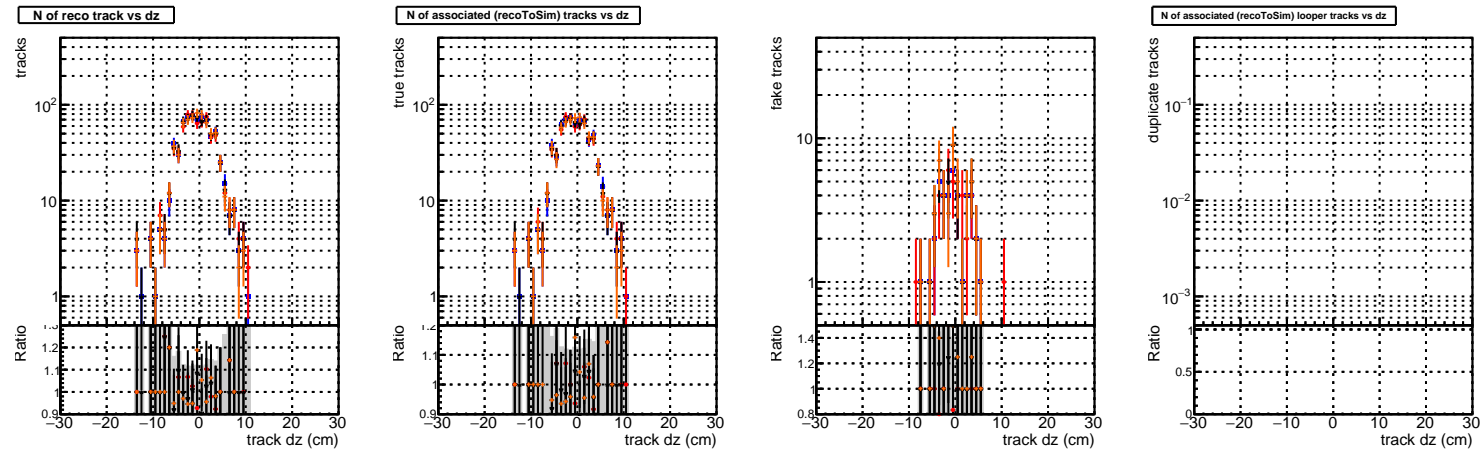 N of reco track vs dz
tracks
10²
10
1
Ratio
1.3
1.2
1.1
1
0.9
−30 −20 −10 0 10 20 30
track dz (cm)
N of associated (recoToSim) tracks vs dz
true tracks
10²
10
1
Ratio
1.2
1.1
1
0.9
−30 −20 −10 0 10 20 30
track dz (cm)
fake tracks
10
1
Ratio
1.4
1.2
1
0.8
−30 −20 −10 0 10 20 30
track dz (cm)
N of associated (recoToSim) looper tracks vs dz
duplicate tracks
10⁻¹
10⁻²
10⁻³
Ratio
1
0.5
0
−30 −20 −10 0 10 20 30
track dz (cm)